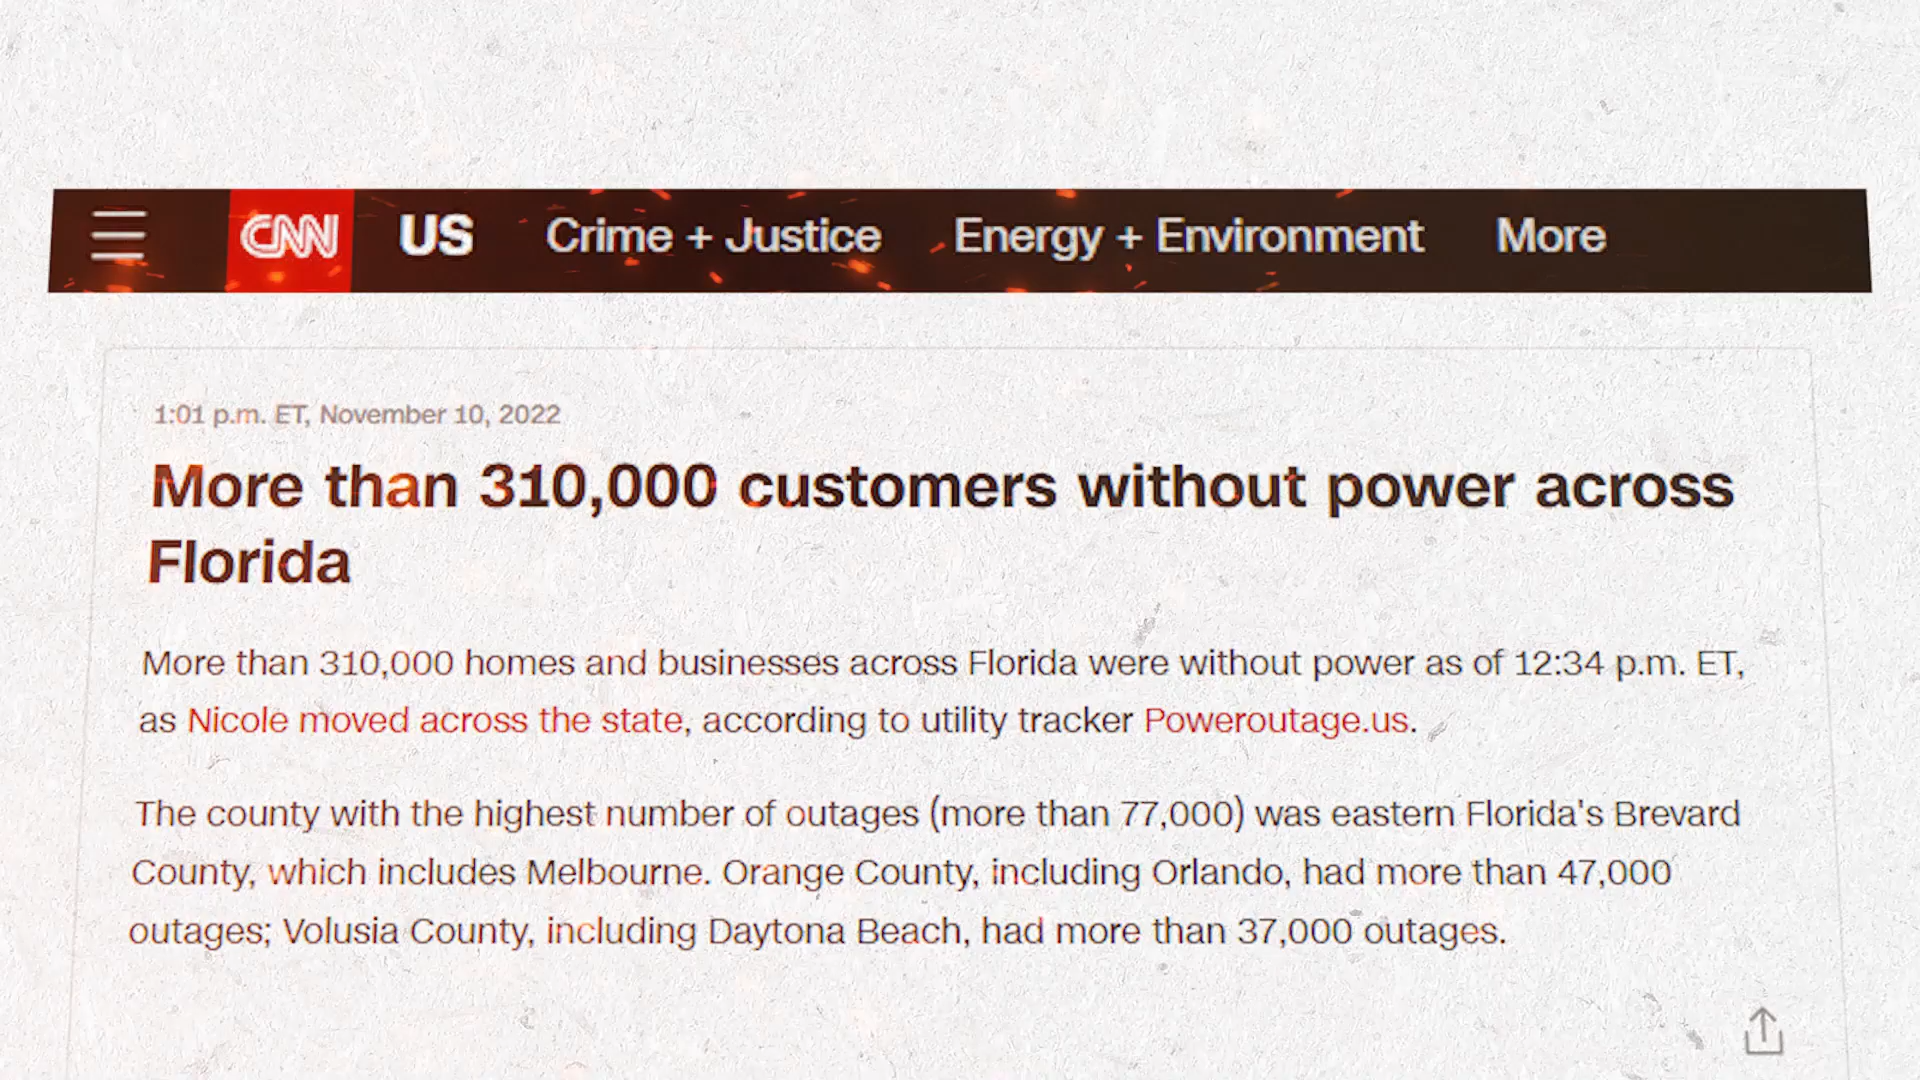 CNN US Crime + Justice Energy + Environment More
1:01 p.m. ET, November 10, 2022
More than 310,000 customers without power across
Florida
More than 310,000 homes and businesses across Florida were without power as of 12:34 p.m. ET,
as Nicole moved across the state, according to utility tracker Poweroutage.us.
The county with the highest number of outages (more than 77,000) was eastern Florida's Brevard
County, which includes Melbourne. Orange County, including Orlando, had more than 47,000
outages; Volusia County, including Daytona Beach, had more than 37,000 outages.